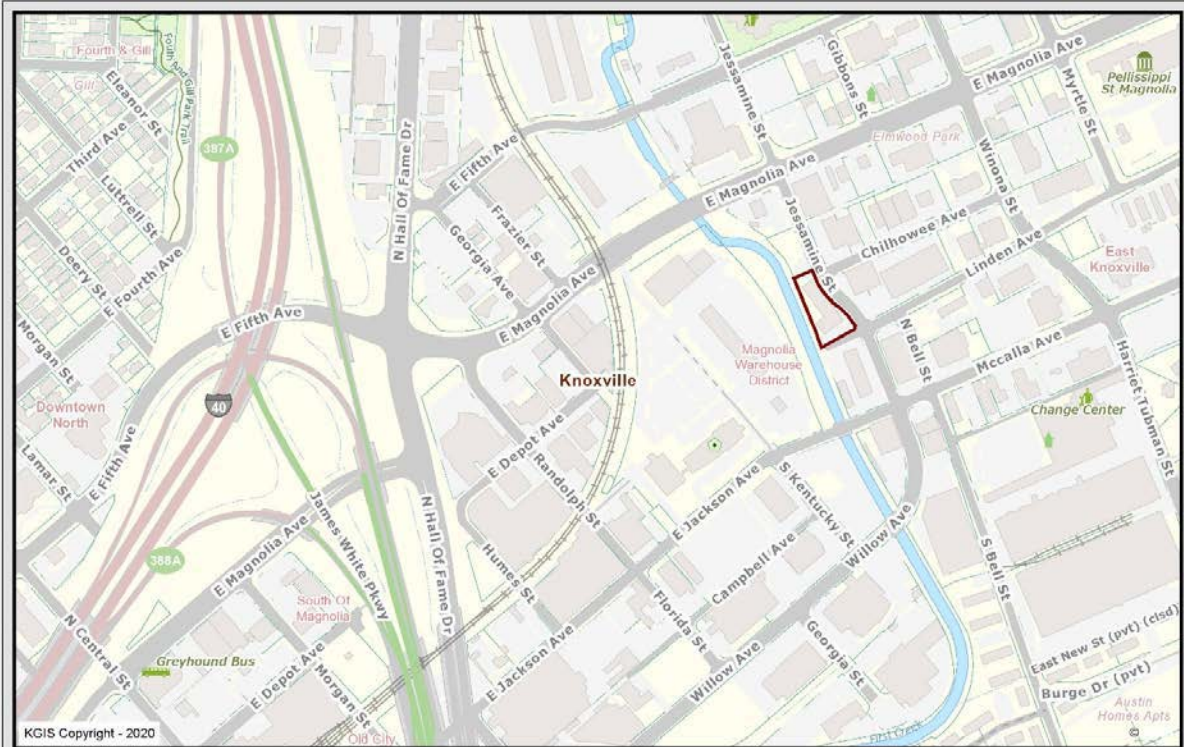 Fourth & Gill
Gill
Eleanor St
Third Ave
Luttrell St
Deery St
E Fourth Ave
Morgan St
Fourth And Gill Park Trail
387A
N Hall Of Fame Dr
E Fifth Ave
Frazier St
Georgia Ave
E Magnolia Ave
Jessamine St
Gibbons St
E Magnolia Ave
Myrtle St
Pellissippi
St Magnolia
Elmwood Park
Winona St
E Magnolia Ave
Jessamine St
Chilhowee Ave
Linden Ave
East
Knoxville
E Fifth Ave
Knoxville
Magnolia
Warehouse
District
N Bell St
Mccalla Ave
Harriet Tubman St
Change Center
Downtown
North
40
Lamar St
E Fifth Ave
E Depot Ave
Randolph St
E Jackson Ave
S Kentucky St
Willow Ave
Campbell Ave
S Bell St
James White Pkwy
N Hall Of Fame Dr
Humes St
Florida St
388A
E Magnolia Ave
South Of
Magnolia
N Central St
Greyhound Bus
E Depot Ave
Morgan St
E Jackson Ave
Willow Ave
Georgia St
East New St (pvt) (clsd)
Burge Dr (pvt)
Austin
Homes Apts
First Creek
Old City
KGIS Copyright - 2020
©